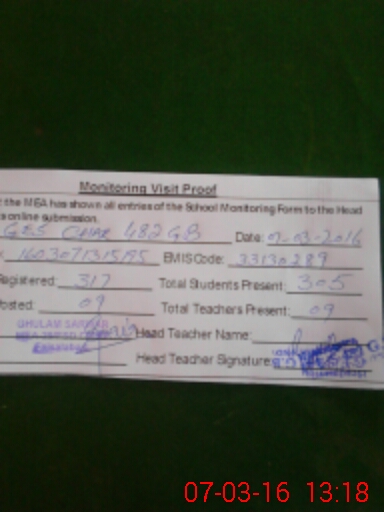 Monitoring Visit Proof
t the MEA has shown all entries of the School Monitoring Form to the Head
s online submission.
GES Chak 482 GB Date: 07-03-2016
EMIS Code: 33130289
Registered: 317 Total Students Present: 305
osted: 09 Total Teachers Present: 09
GHULAM SARWAR
Head Teacher Name:
Head Teacher Signature:
07-03-16 13:18